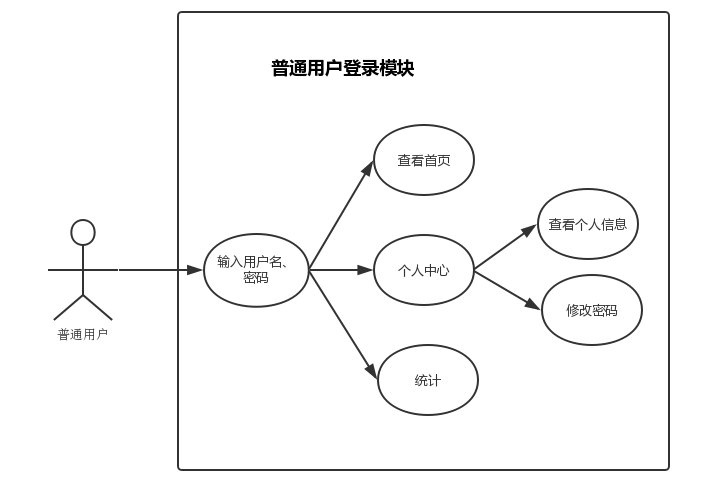 普通用户登录模块
查看首页
查看个人信息
输入用户名、
密码
个人中心
修改密码
普通用户
统计